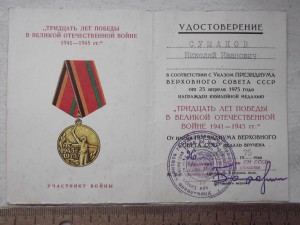 „ТРИДЦАТЬ ЛЕТ ПОБЕДЫ
В ВЕЛИКОЙ ОТЕЧЕСТВЕННОЙ ВОЙНЕ
1941—1945 гг."
УЧАСТНИКУ ВОЙНЫ
УДОСТОВЕРЕНИЕ
Николай Иванович
В СООТВЕТСТВИИ С УКАЗОМ ПРЕЗИДИУМА
ВЕРХОВНОГО СОВЕТА СССР
от 25 апреля 1975 года
НАГРАЖДЕН ЮБИЛЕЙНОЙ МЕДАЛЬЮ
„ТРИДЦАТЬ ЛЕТ ПОБЕДЫ
В ВЕЛИКОЙ ОТЕЧЕСТВЕННОЙ
ВОЙНЕ 1941—1945 гг."
От имени ПРЕЗИДИУМА ВЕРХОВНОГО
СОВЕТА СССР МЕДАЛЬ ВРУЧЕНА